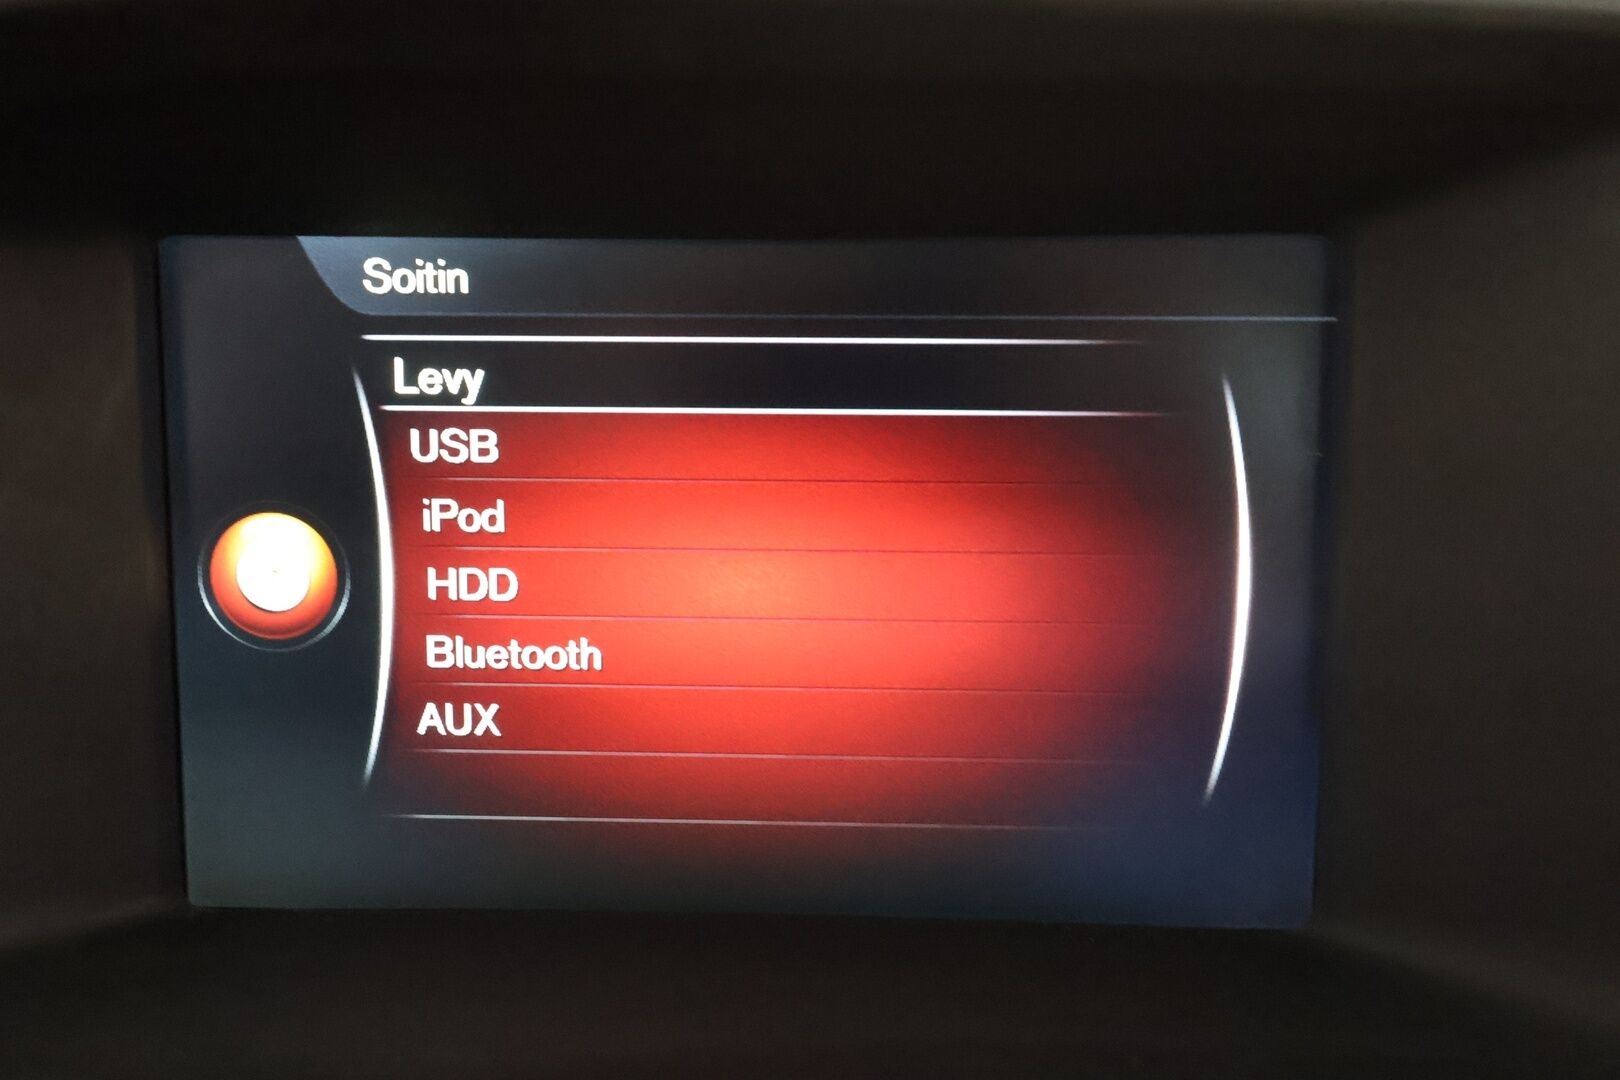 Soitin
Levy
USB
iPod
HDD
Bluetooth
AUX